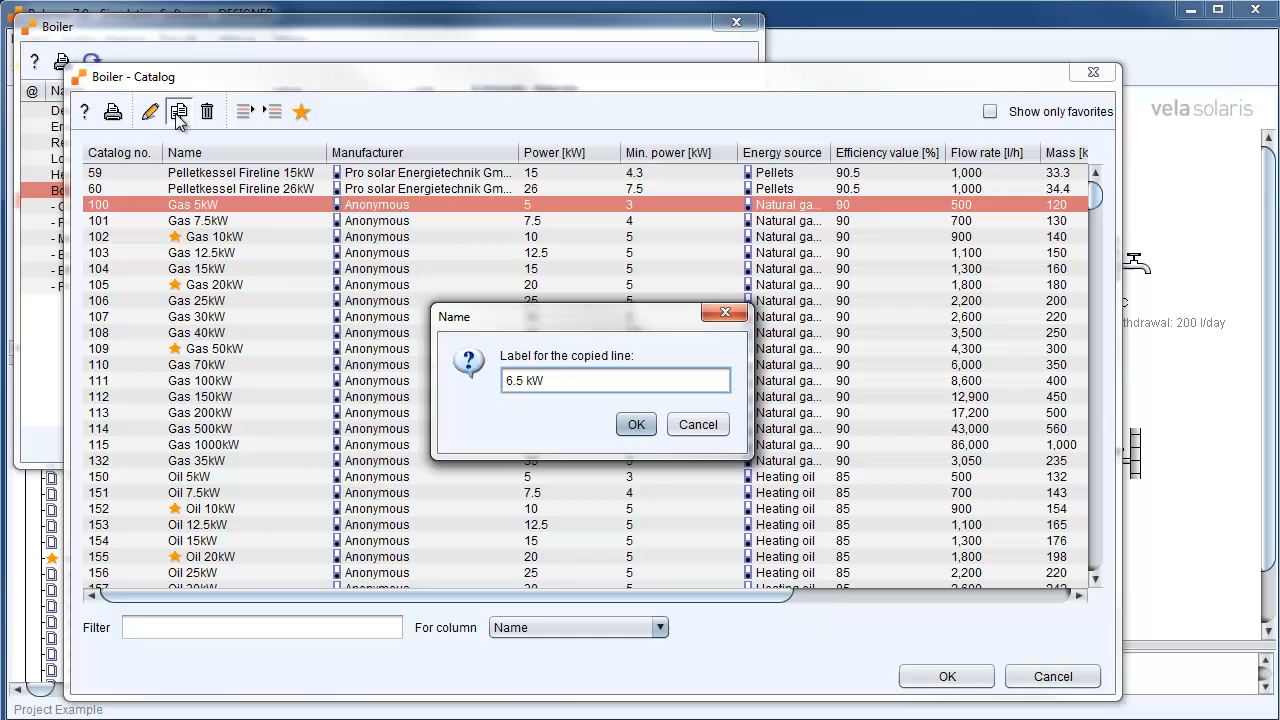 Boiler
Boiler - Catalog
vela solaris
Show only favorites
@
Catalog no. Name Manufacturer Power [kW] Min. power [kW] Energy source Efficiency value [%] Flow rate [l/h] Mass [k
59 Pelletkessel Fireline 15kW Pro solar Energietechnik Gm... 15 4.3 Pellets 90.5 1,000 33.3
60 Pelletkessel Fireline 26kW Pro solar Energietechnik Gm... 26 7.5 Pellets 90.5 1,000 34.4
100 Gas 5kW Anonymous 5 3 Natural ga... 90 500 120
101 Gas 7.5kW Anonymous 7.5 4 Natural ga... 90 700 130
102 Gas 10kW Anonymous 10 5 Natural ga... 90 900 140
103 Gas 12.5kW Anonymous 12.5 5 Natural ga... 90 1,100 150
104 Gas 15kW Anonymous 15 5 Natural ga... 90 1,300 160
105 Gas 20kW Anonymous 20 5 Natural ga... 90 1,800 180
106 Gas 25kW Anonymous 25 5 Natural ga... 90 2,200 200
107 Gas 30kW Anonymous Natural ga... 90 2,600 220
108 Gas 40kW Anonymous Natural ga... 90 3,500 250
109 Gas 50kW Anonymous Natural ga... 90 4,300 300
110 Gas 70kW Anonymous Natural ga... 90 6,000 350
111 Gas 100kW Anonymous Natural ga... 90 8,600 400
112 Gas 150kW Anonymous Natural ga... 90 12,900 450
113 Gas 200kW Anonymous Natural ga... 90 17,200 500
114 Gas 500kW Anonymous Natural ga... 90 43,000 560
115 Gas 1000kW Anonymous Natural ga... 90 86,000 1,000
132 Gas 35kW Anonymous Natural ga... 90 3,050 235
150 Oil 5kW Anonymous 5 3 Heating oil 85 500 132
151 Oil 7.5kW Anonymous 7.5 4 Heating oil 85 700 143
152 Oil 10kW Anonymous 10 5 Heating oil 85 900 154
153 Oil 12.5kW Anonymous 12.5 5 Heating oil 85 1,100 165
154 Oil 15kW Anonymous 15 5 Heating oil 85 1,300 176
155 Oil 20kW Anonymous 20 5 Heating oil 85 1,800 198
156 Oil 25kW Anonymous 25 5 Heating oil 85 2,200 220
Name
Label for the copied line:
6.5 kW
OK Cancel
thdrawal: 200 l/day
Filter For column Name
OK Cancel
Project Example